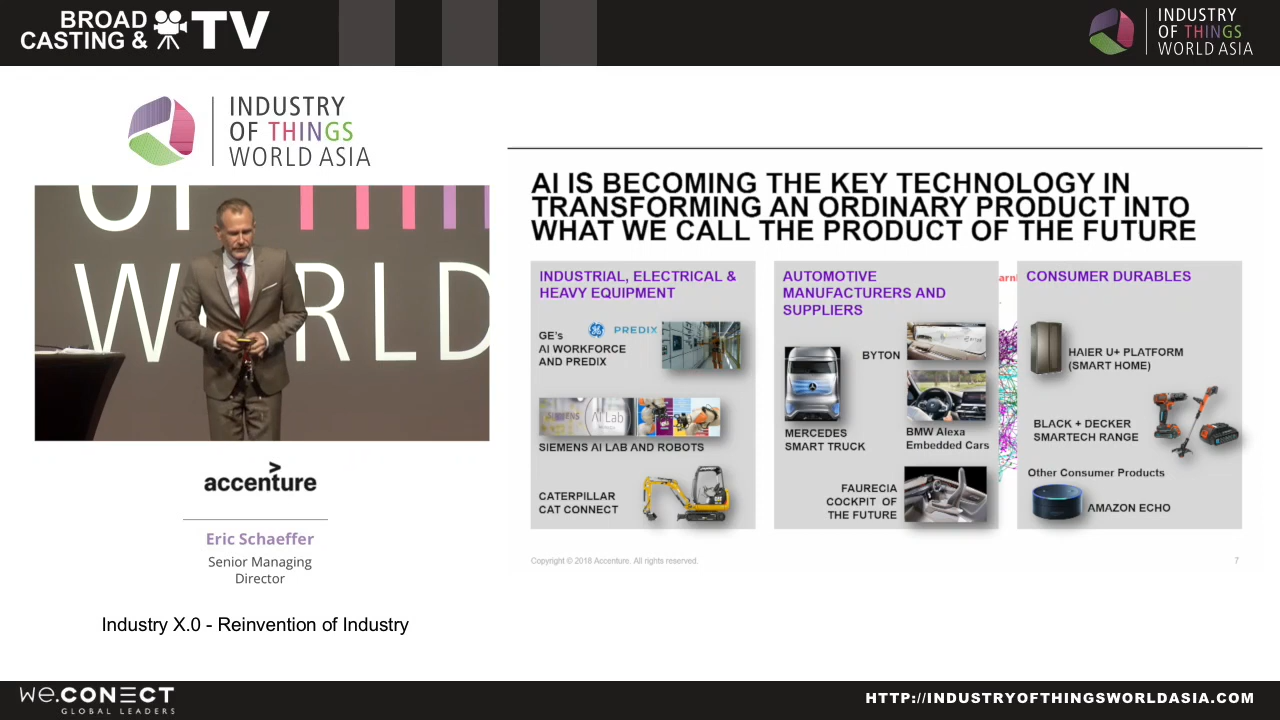 BROAD
CASTING & TV
INDUSTRY
OF THINGS
WORLD ASIA
INDUSTRY
OF THINGS
WORLD ASIA
OF THIN
WORLD
accenture
Eric Schaeffer
Senior Managing
Director
Industry X.0 - Reinvention of Industry
AI IS BECOMING THE KEY TECHNOLOGY IN
TRANSFORMING AN ORDINARY PRODUCT INTO
WHAT WE CALL THE PRODUCT OF THE FUTURE
INDUSTRIAL, ELECTRICAL &
HEAVY EQUIPMENT
PREDIX
GE's
AI WORKFORCE
AND PREDIX
SIEMENS AI Lab
SIEMENS AI LAB AND ROBOTS
CATERPILLAR
CAT CONNECT
AUTOMOTIVE
MANUFACTURERS AND
SUPPLIERS
BYTON
MERCEDES
SMART TRUCK
BMW Alexa
Embedded Cars
FAURECIA
COCKPIT OF
THE FUTURE
CONSUMER DURABLES
HAIER U+ PLATFORM
(SMART HOME)
BLACK + DECKER
SMARTECH RANGE
Other Consumer Products
AMAZON ECHO
Copyright © 2018 Accenture. All rights reserved.
7
we.CONECT
GLOBAL LEADERS
HTTP://INDUSTRYOFTHINGSWORLDASIA.COM